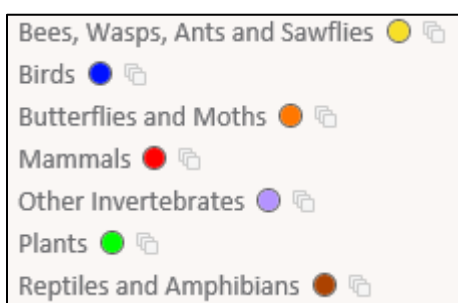 Bees, Wasps, Ants and Sawflies
Birds
Butterflies and Moths
Mammals
Other Invertebrates
Plants
Reptiles and Amphibians